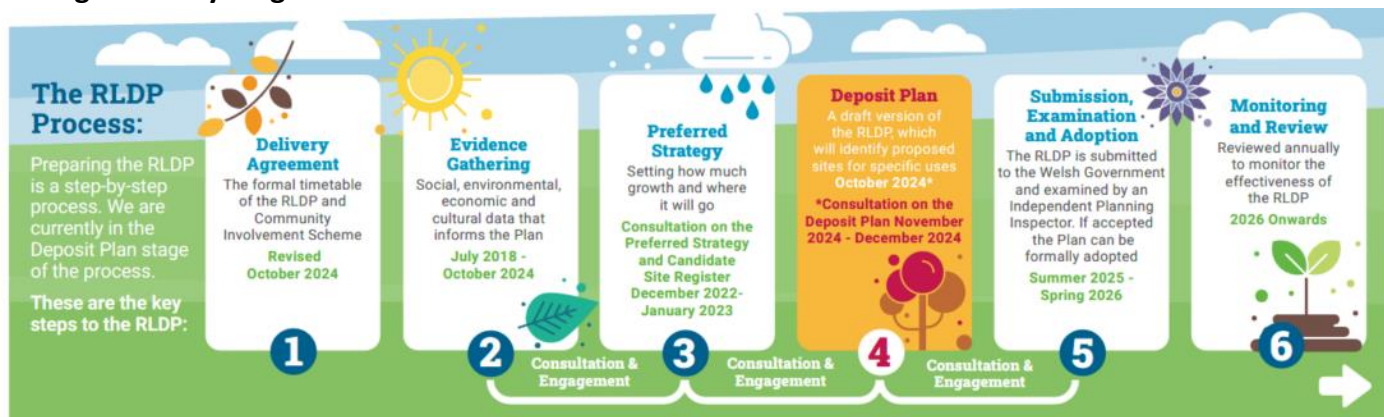 The RLDP
Process:
Preparing the RLDP
is a step-by-step
process. We are
currently in the
Deposit Plan stage
of the process.
These are the key
steps to the RLDP:
Delivery
Agreement
The formal timetable
of the RLDP and
Community
Involvement Scheme
Revised
October 2024
1
Evidence
Gathering
Social, environmental,
economic and
cultural data that
informs the Plan
July 2018 -
October 2024
2
Consultation &
Engagement
Preferred
Strategy
Setting how much
growth and where
it will go
Consultation on the
Preferred Strategy
and Candidate
Site Register
December 2022-
January 2023
3
Consultation &
Engagement
Deposit Plan
A draft version of
the RLDP, which
will identify proposed
sites for specific uses
October 2024*
*Consultation on the
Deposit Plan November
2024 - December 2024
4
Consultation &
Engagement
Submission,
Examination
and Adoption
The RLDP is submitted
to the Welsh Government
and examined by an
Independent Planning
Inspector. If accepted
the Plan can be
formally adopted
Summer 2025 -
Spring 2026
5
Monitoring
and Review
Reviewed annually
to monitor the
effectiveness of
the RLDP
2026 Onwards
6